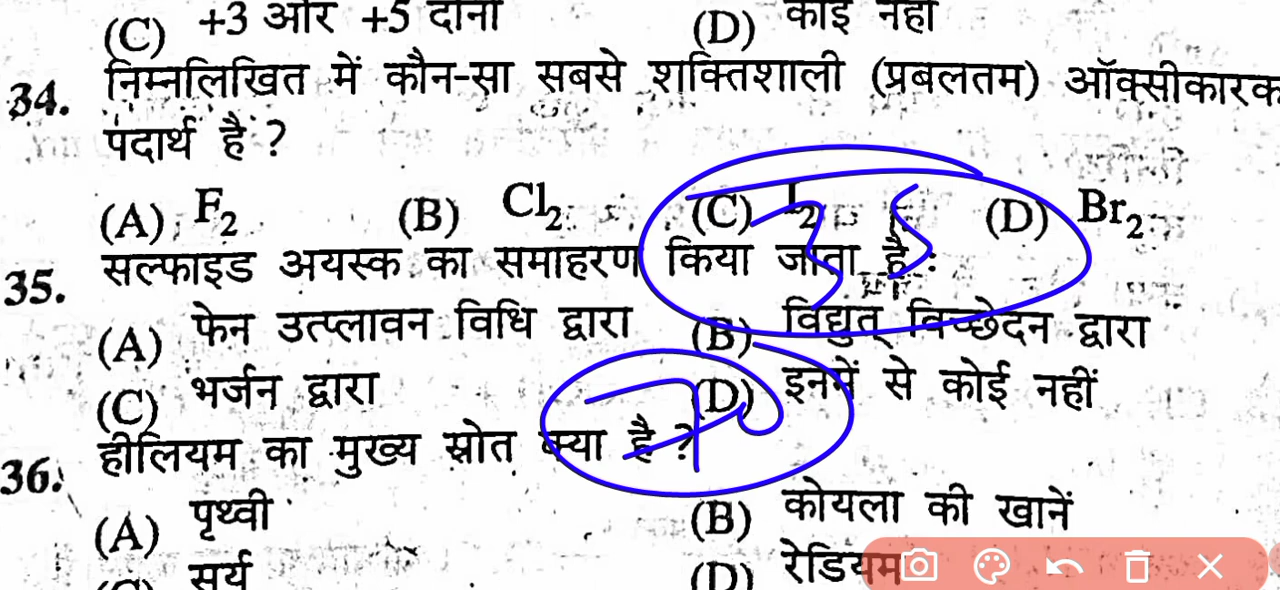 (C) +3 और +5 दोनों (D) कोई नहीं
34. निम्नलिखित में कौन-सा सबसे शक्तिशाली (प्रबलतम) ऑक्सीकारक
पदार्थ है ?
(A) F₂ (B) Cl₂ (C) I₂ (D) Br₂
35. सल्फाइड अयस्क का समाहरण किया जाता है :
(A) फेन उत्प्लावन विधि द्वारा (B) विद्युत् विच्छेदन द्वारा
(C) भर्जन द्वारा (D) इनमें से कोई नहीं
36. हीलियम का मुख्य स्रोत क्या है ?
(A) पृथ्वी (B) कोयला की खानें
(C) सूर्य (D) रेडियम